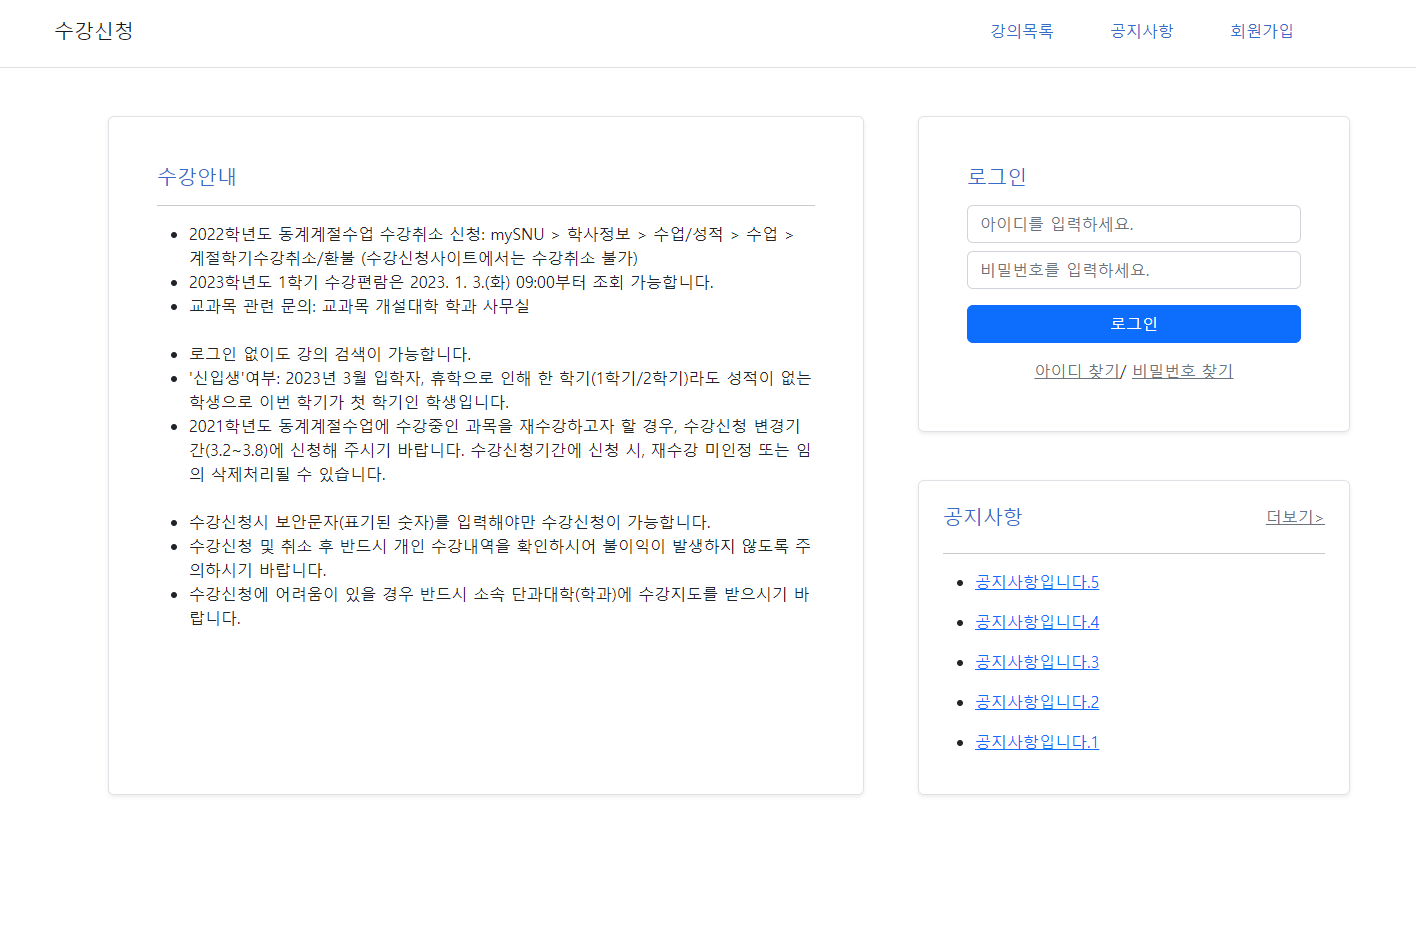 수강신청
강의목록
공지사항
회원가입
수강안내
2022학년도 동계계절수업 수강취소 신청: mySNU > 학사정보 > 수업/성적 > 수업 >
계절학기수강취소/환불 (수강신청사이트에서는 수강취소 불가)
2023학년도 1학기 수강편람은 2023. 1. 3.(화) 09:00부터 조회 가능합니다.
교과목 관련 문의: 교과목 개설대학 학과 사무실
로그인 없이도 강의 검색이 가능합니다.
'신입생'여부: 2023년 3월 입학자, 휴학으로 인해 한 학기(1학기/2학기)라도 성적이 없는
학생으로 이번 학기가 첫 학기인 학생입니다.
2021학년도 동계계절수업에 수강중인 과목을 재수강하고자 할 경우, 수강신청 변경기
간(3.2~3.8)에 신청해 주시기 바랍니다. 수강신청기간에 신청 시, 재수강 미인정 또는 임
의 삭제처리될 수 있습니다.
수강신청시 보안문자(표기된 숫자)를 입력해야만 수강신청이 가능합니다.
수강신청 및 취소 후 반드시 개인 수강내역을 확인하시어 불이익이 발생하지 않도록 주
의하시기 바랍니다.
수강신청에 어려움이 있을 경우 반드시 소속 단과대학(학과)에 수강지도를 받으시기 바
랍니다.
로그인
아이디를 입력하세요.
비밀번호를 입력하세요.
로그인
아이디 찾기/ 비밀번호 찾기
공지사항
더보기>
공지사항입니다.5
공지사항입니다.4
공지사항입니다.3
공지사항입니다.2
공지사항입니다.1